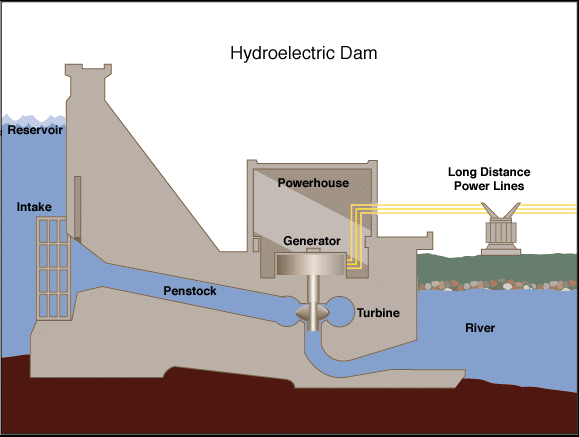 Hydroelectric Dam
Reservoir
Intake
Penstock
Powerhouse
Generator
Turbine
Long Distance
Power Lines
River